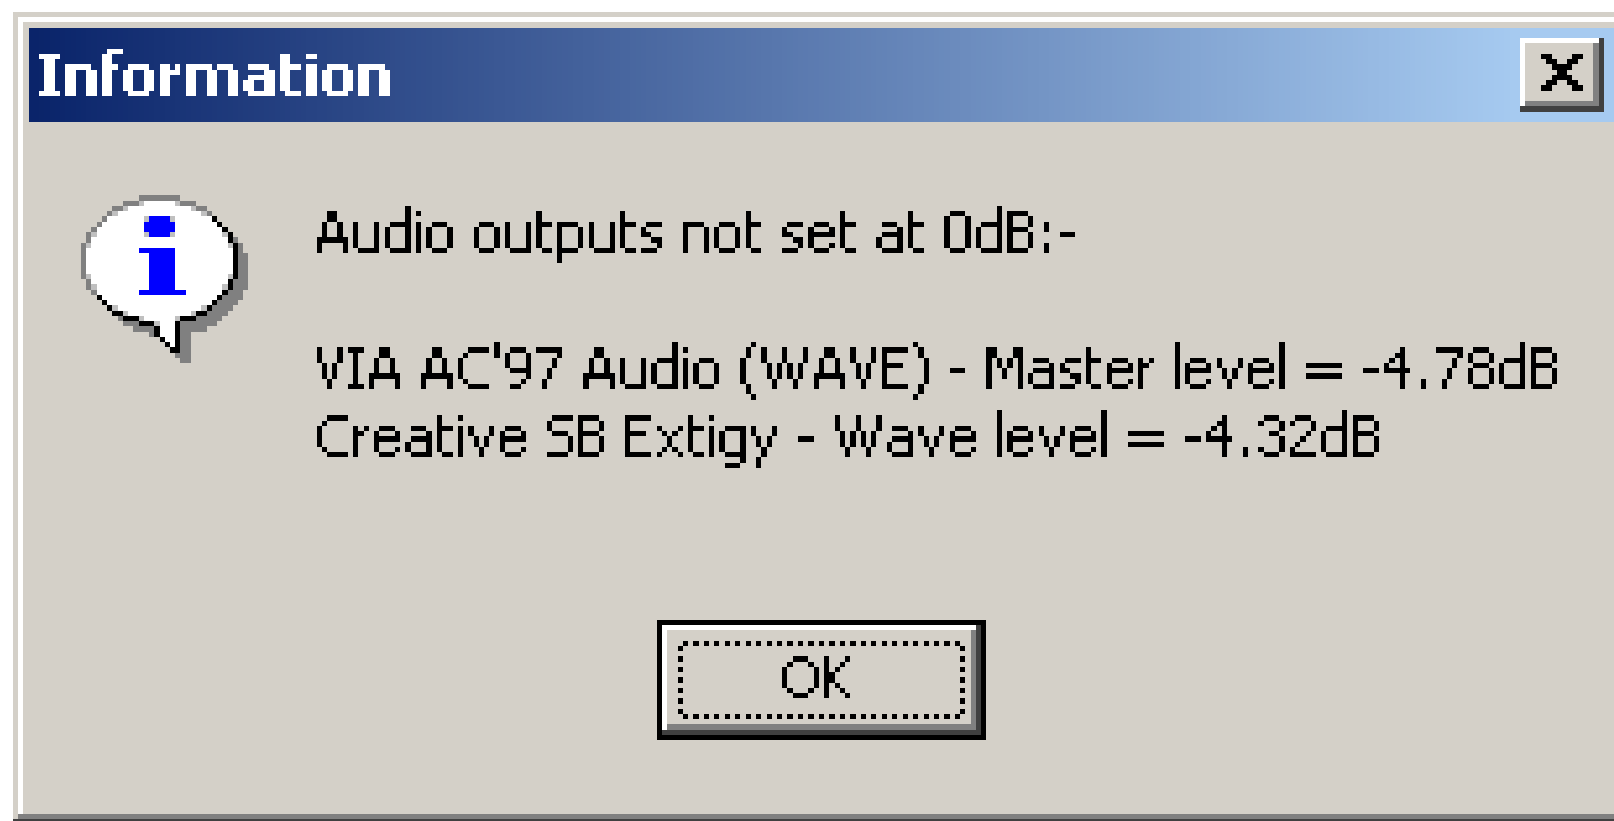 Information
Audio outputs not set at 0dB:-
VIA AC'97 Audio (WAVE) - Master level = -4.78dB
Creative SB Extigy - Wave level = -4.32dB
OK